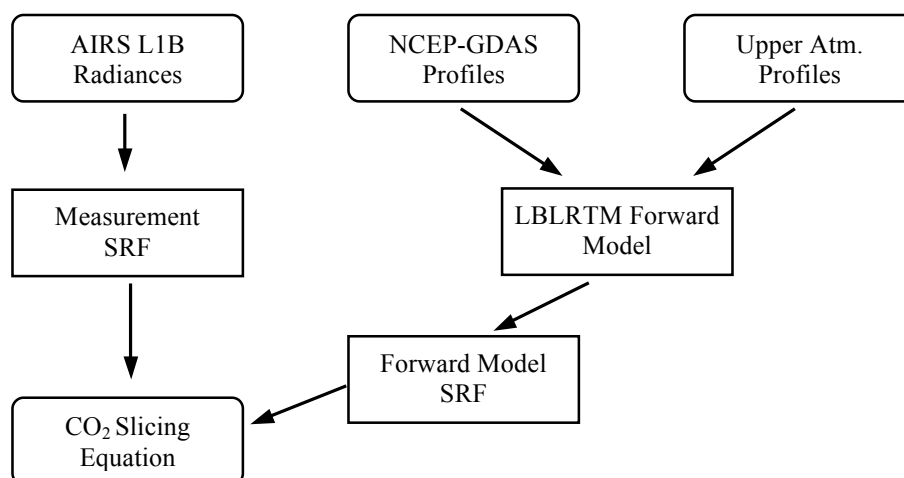 AIRS L1B
Radiances
NCEP-GDAS
Profiles
Upper Atm.
Profiles
Measurement
SRF
LBLRTM Forward
Model
Forward Model
SRF
CO₂ Slicing
Equation